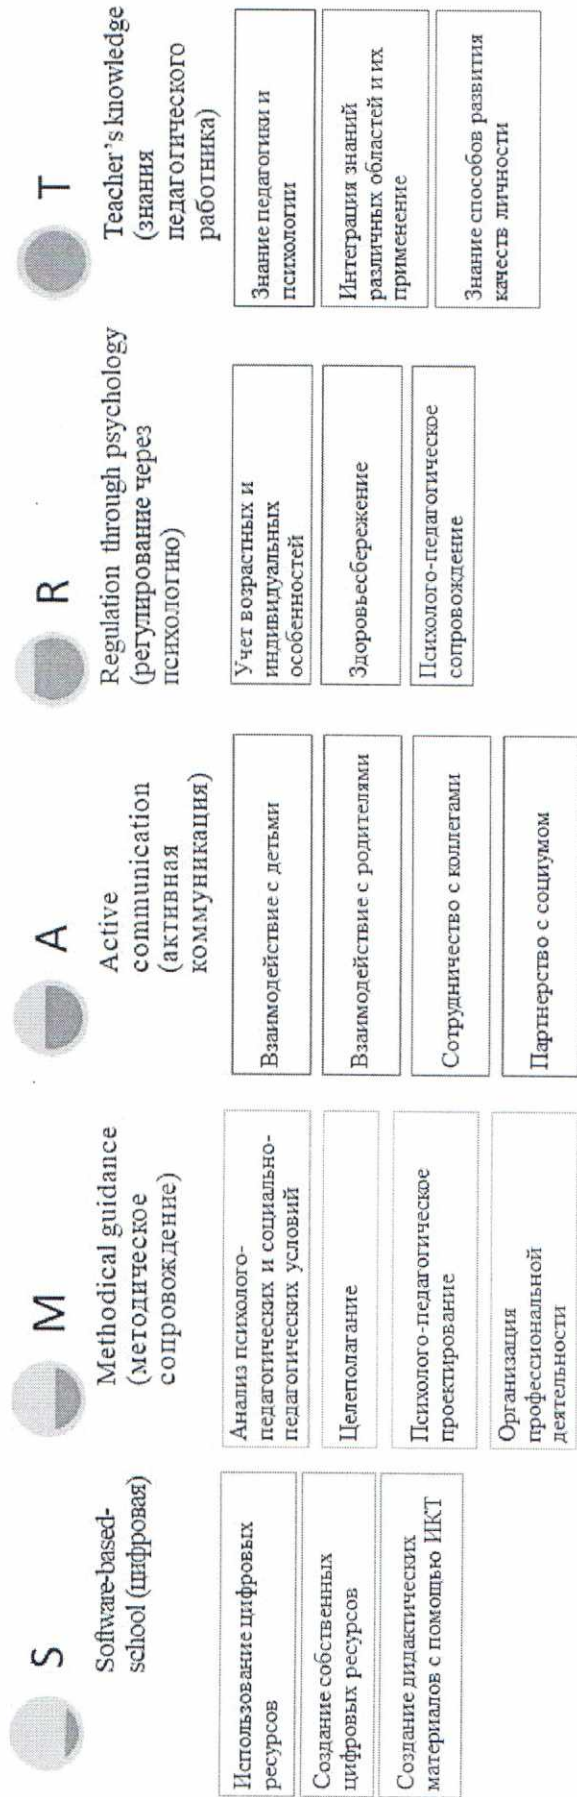 S
Software-based-
school (цифровая)
Использование цифровых
ресурсов
Создание собственных
цифровых ресурсов
Создание дидактических
материалов с помощью ИКТ
M
Methodical guidance
(методическое
сопровождение)
Анализ психолого-
педагогических и социально-
педагогических условий
Целеполагание
Психолого-педагогическое
проектирование
Организация
профессиональной
деятельности
A
Active
communication
(активная
коммуникация)
Взаимодействие с детьми
Взаимодействие с родителями
Сотрудничество с коллегами
Партнерство с социумом
R
Regulation through psychology
(регулирование через
психологию)
Учет возрастных и
индивидуальных
особенностей
Здоровьесбережение
Психолого-педагогическое
сопровождение
T
Teacher's knowledge
(знания
педагогического
работника)
Знание педагогики и
психологии
Интеграция знаний
различных областей и их
применение
Знание способов развития
качеств личности